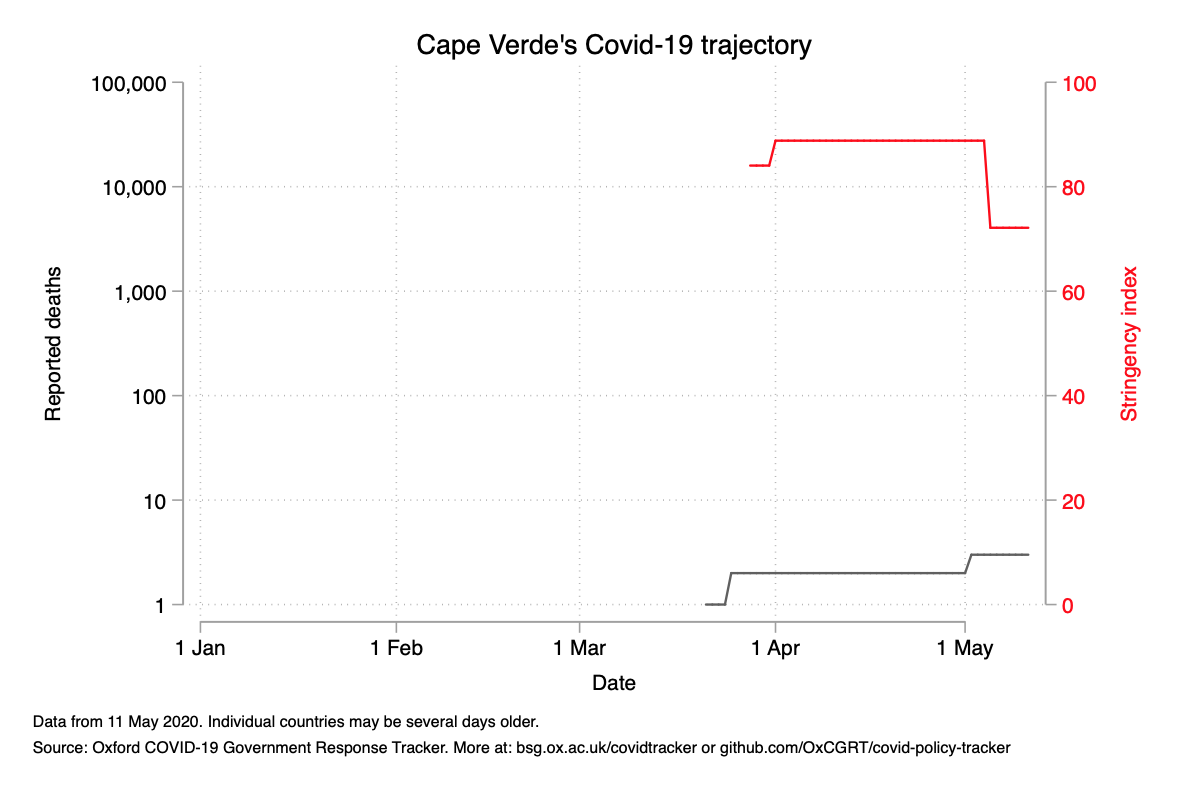 Cape Verde's Covid-19 trajectory
100,000
10,000
1,000
100
10
1
Reported deaths
100
80
60
40
20
0
Stringency index
1 Jan
1 Feb
1 Mar
1 Apr
1 May
Date
Data from 11 May 2020. Individual countries may be several days older.
Source: Oxford COVID-19 Government Response Tracker. More at: bsg.ox.ac.uk/covidtracker or github.com/OxCGRT/covid-policy-tracker